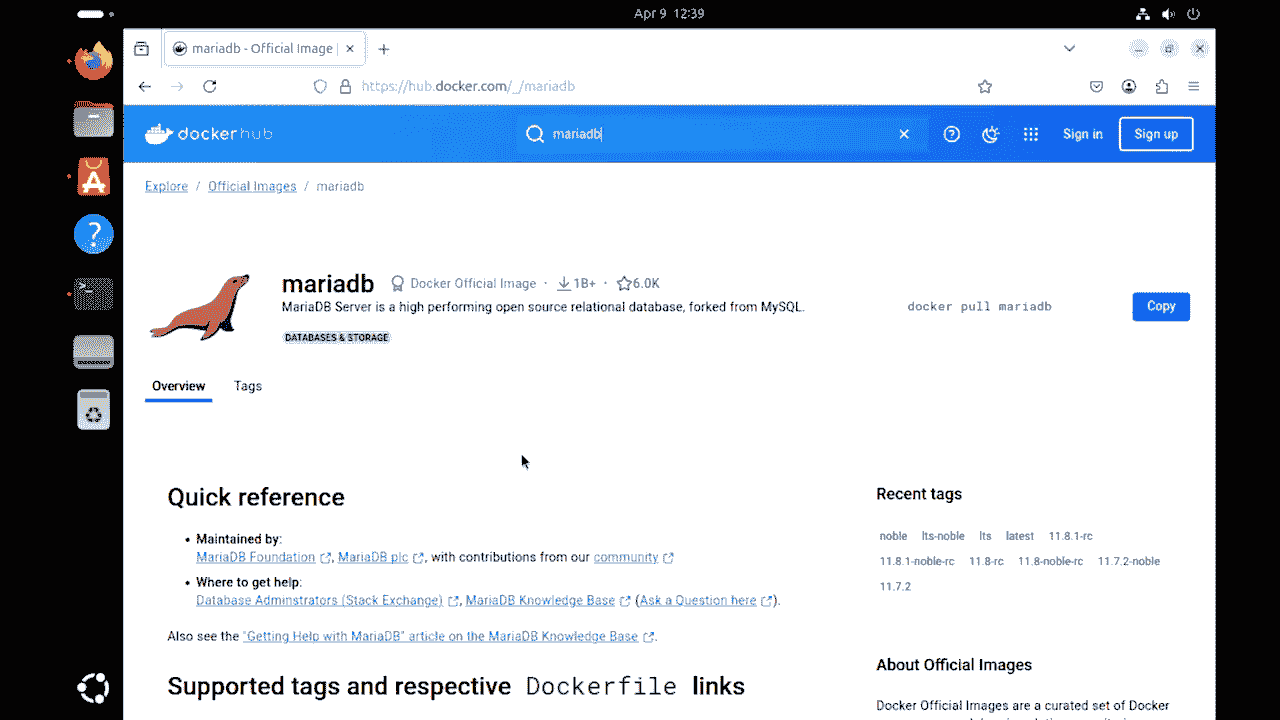 Apr 9 12:39
mariadb - Official Image
https://hub.docker.com/_/mariadb
dockerhub
mariadb
Sign in
Sign up
Explore / Official Images / mariadb
mariadb
Docker Official Image · 1B+ · 6.0K
MariaDB Server is a high performing open source relational database, forked from MySQL.
DATABASES & STORAGE
docker pull mariadb
Copy
Overview
Tags
Quick reference
• Maintained by:
MariaDB Foundation, MariaDB plc, with contributions from our community
• Where to get help:
Database Adminstrators (Stack Exchange), MariaDB Knowledge Base (Ask a Question here).
Also see the "Getting Help with MariaDB" article on the MariaDB Knowledge Base.
Supported tags and respective Dockerfile links
Recent tags
noble lts-noble lts latest 11.8.1-rc
11.8.1-noble-rc 11.8-rc 11.8-noble-rc 11.7.2-noble
11.7.2
About Official Images
Docker Official Images are a curated set of Docker